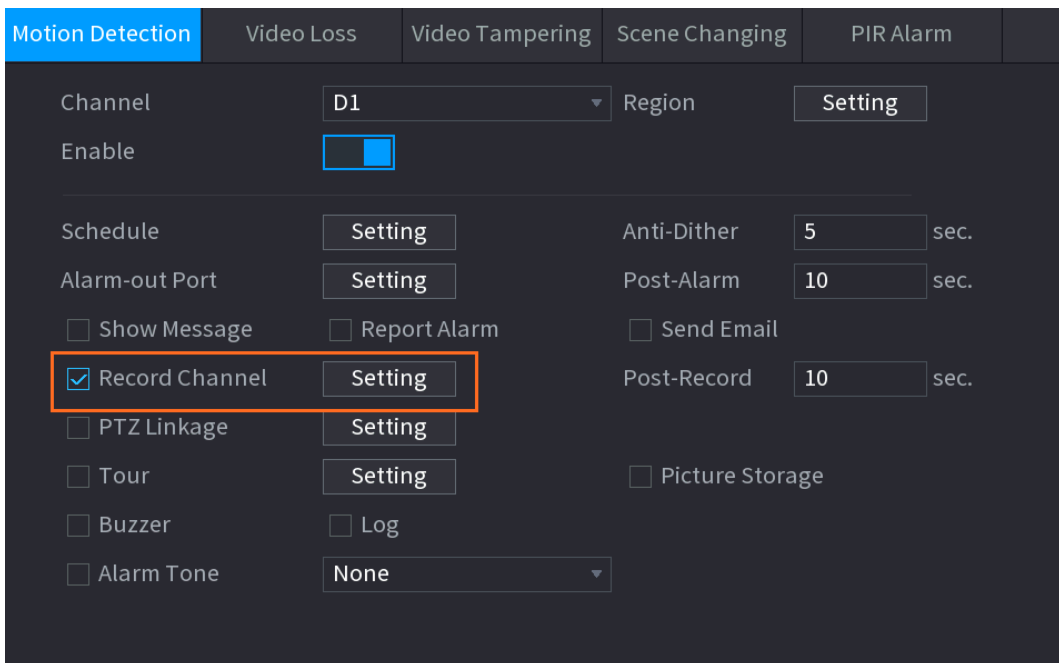 Motion Detection Video Loss Video Tampering Scene Changing PIR Alarm
Channel D1 Region Setting
Enable
Schedule Setting Anti-Dither 5 sec.
Alarm-out Port Setting Post-Alarm 10 sec.
Show Message Report Alarm Send Email
Record Channel Setting Post-Record 10 sec.
PTZ Linkage Setting
Tour Setting Picture Storage
Buzzer Log
Alarm Tone None